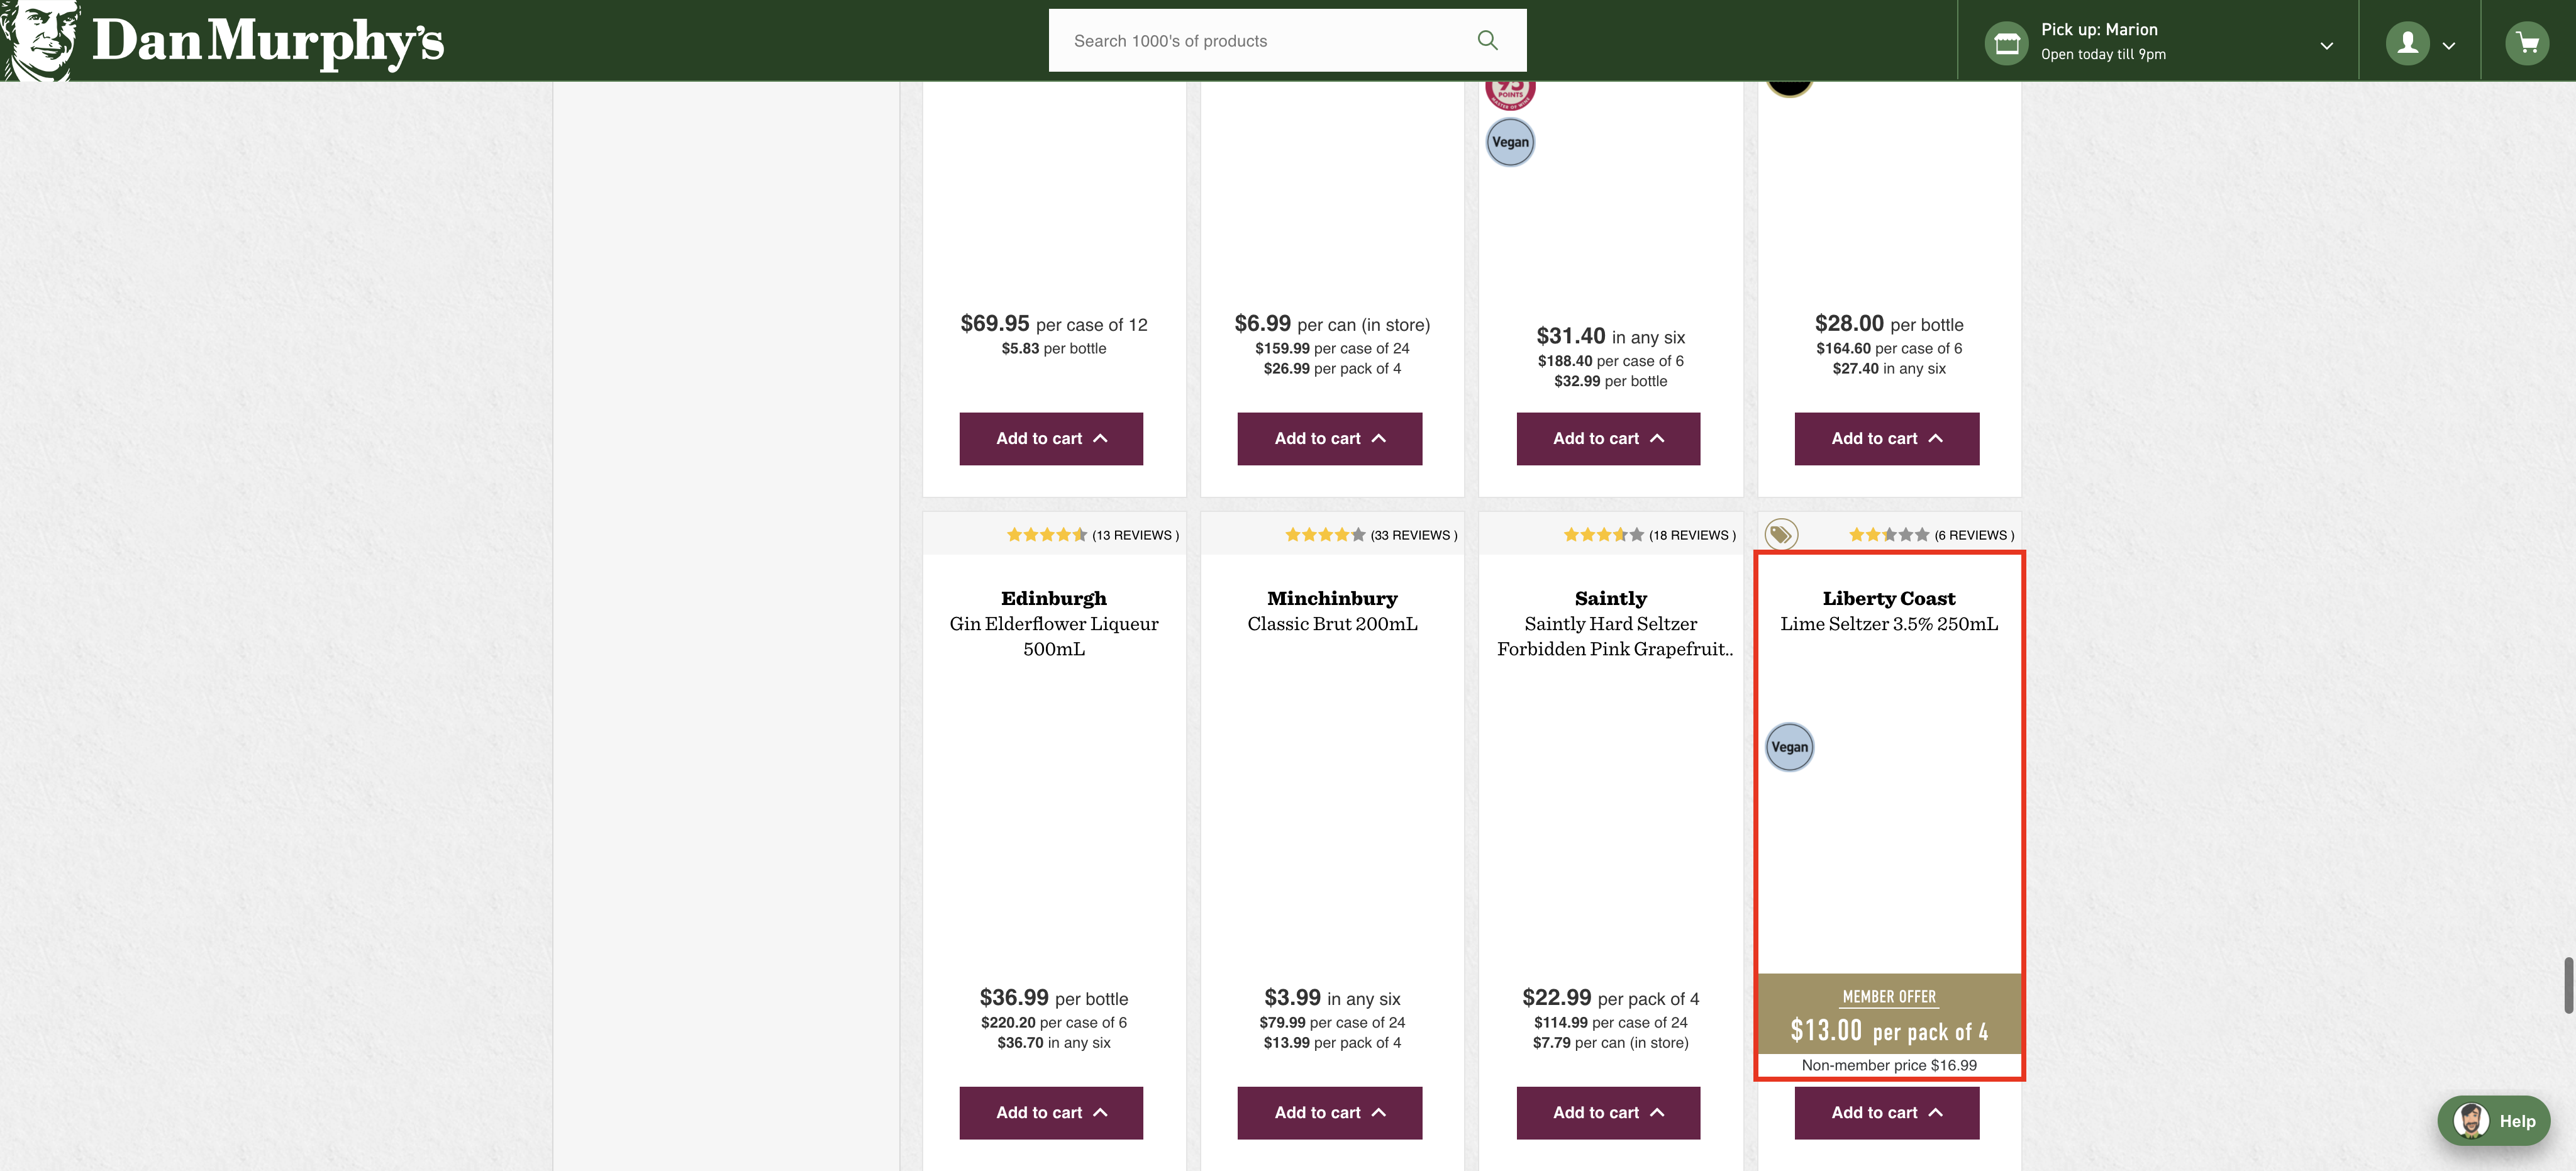 Dan Murphy's
Search 1000's of products
Pick up: Marion
Open today till 9pm
95
POINTS
MASTER OF WINE
Vegan
$69.95 per case of 12
$5.83 per bottle
Add to cart
$6.99 per can (in store)
$159.99 per case of 24
$26.99 per pack of 4
Add to cart
$31.40 in any six
$188.40 per case of 6
$32.99 per bottle
Add to cart
$28.00 per bottle
$164.60 per case of 6
$27.40 in any six
Add to cart
(13 REVIEWS )
Edinburgh
Gin Elderflower Liqueur
500mL
$36.99 per bottle
$220.20 per case of 6
$36.70 in any six
Add to cart
(33 REVIEWS )
Minchinbury
Classic Brut 200mL
$3.99 in any six
$79.99 per case of 24
$13.99 per pack of 4
Add to cart
(18 REVIEWS )
Saintly
Saintly Hard Seltzer
Forbidden Pink Grapefruit..
$22.99 per pack of 4
$114.99 per case of 24
$7.79 per can (in store)
Add to cart
(6 REVIEWS )
Liberty Coast
Lime Seltzer 3.5% 250mL
Vegan
MEMBER OFFER
$13.00 per pack of 4
Non-member price $16.99
Add to cart
Help